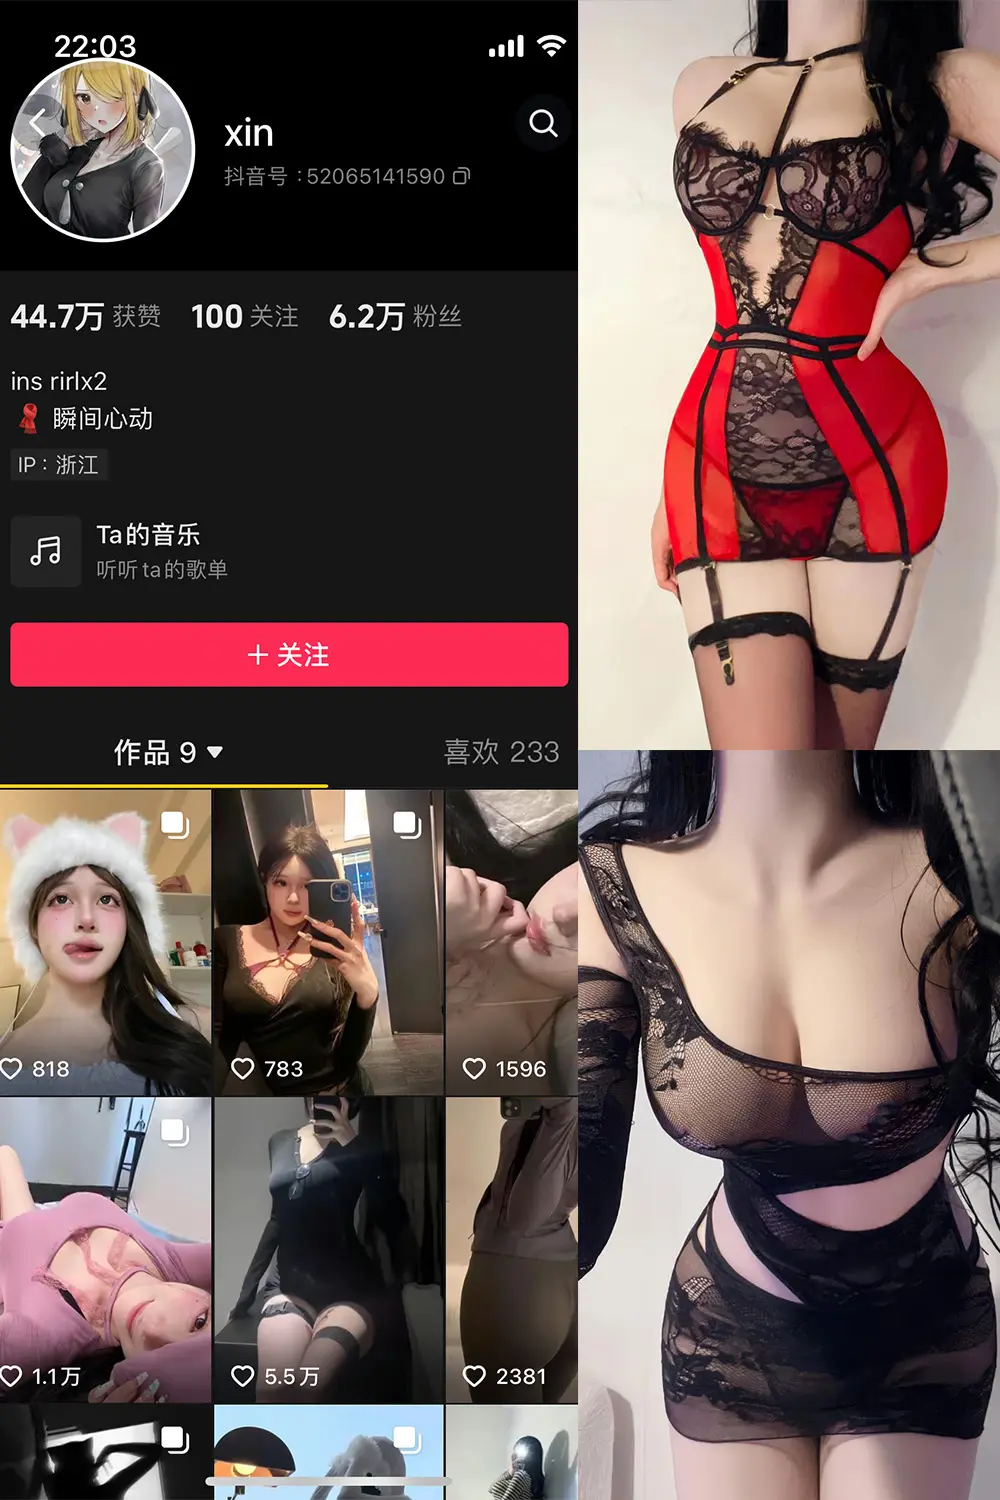 22:03
xin
抖音号：52065141590
44.7万 获赞 100 关注 6.2万 粉丝
ins rirlx2
瞬间心动
IP：浙江
Ta的音乐
听听ta的歌单
+ 关注
作品 9 喜欢 233
818 783 1596
1.1万 5.5万 2381